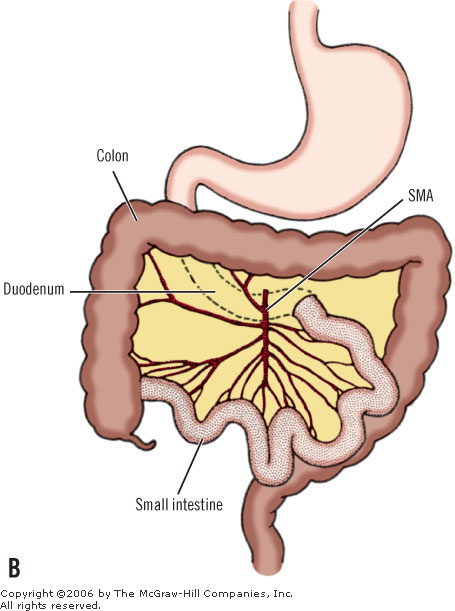 Colon
SMA
Duodenum
Small intestine
B
Copyright ©2006 by The McGraw-Hill Companies, Inc.
All rights reserved.